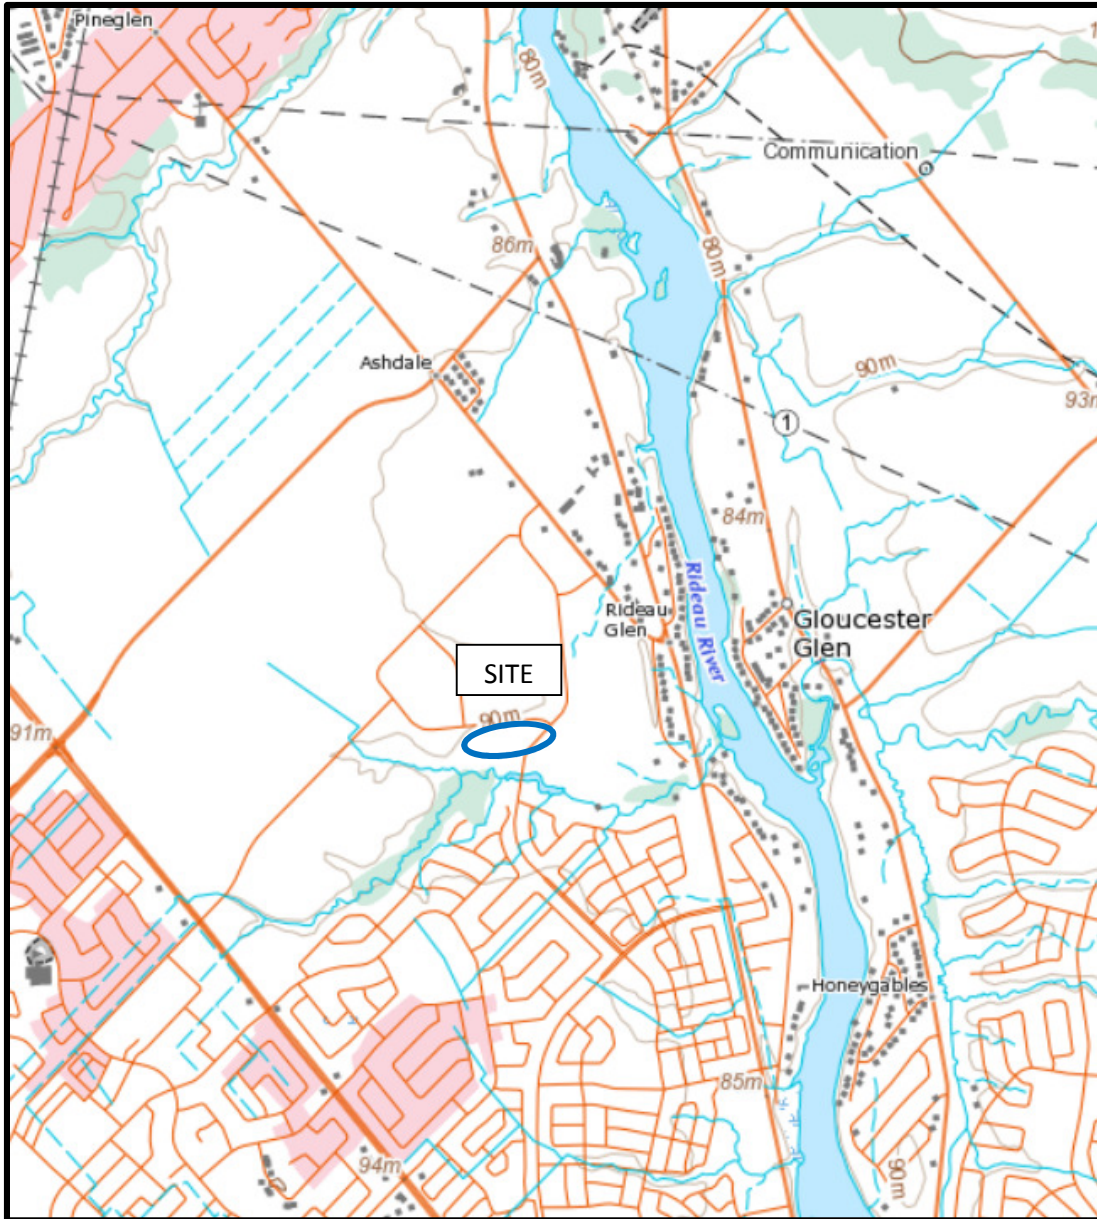 Pineglen
80m
Communication
86m
80m
Ashdale
90m
93m
1
84m
Rideau River
Rideau
Glen
Gloucester
Glen
SITE
90m
91m
Honeygables
85m
94m
90m